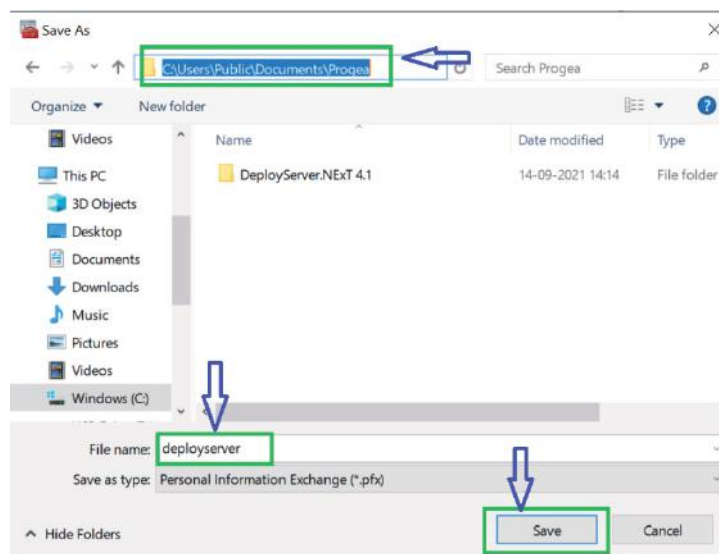 Save As
C:\Users\Public\Documents\Progea
Search Progea
Organize
New folder
Name
Date modified
Type
DeployServer.NExT 4.1
14-09-2021 14:14
File folder
Videos
This PC
3D Objects
Desktop
Documents
Downloads
Music
Pictures
Videos
Windows (C:)
File name: deployserver
Save as type: Personal Information Exchange (*.pfx)
Hide Folders
Save
Cancel